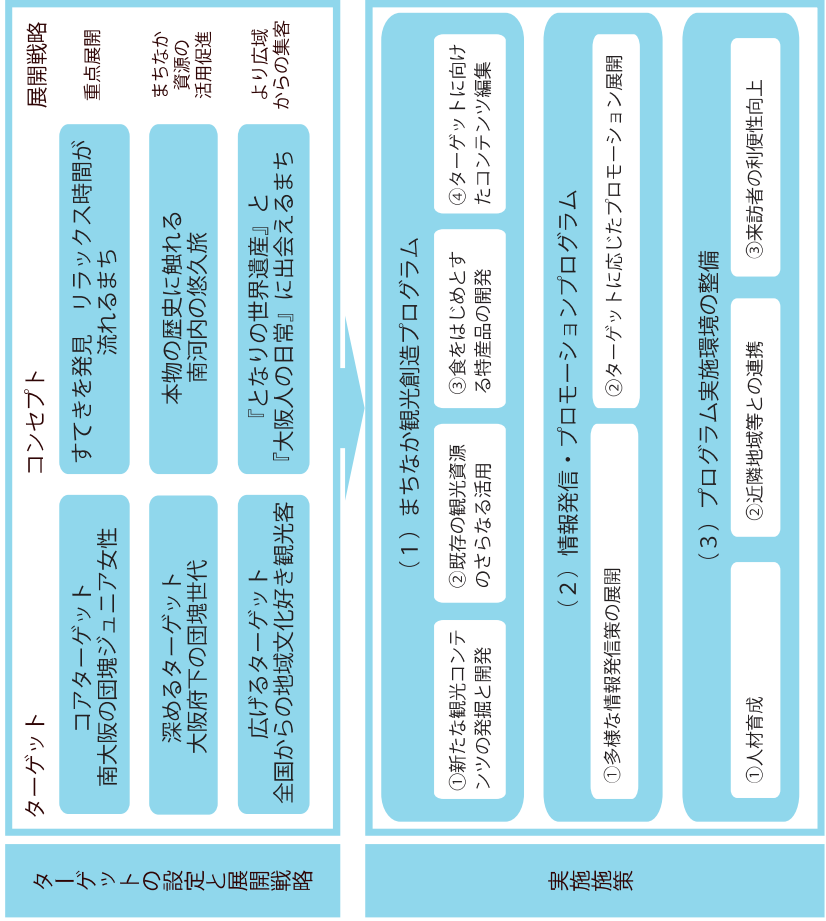 ターゲットの設定と展開戦略
ターゲット
コンセプト
展開戦略
コアターゲット
南大阪の団塊ジュニア女性
すてきを発見　リラックス時間が
流れるまち
重点展開
深めるターゲット
大阪府下の団塊世代
本物の歴史に触れる
南河内の悠久旅
まちなか
資源の
活用促進
広げるターゲット
全国からの地域文化好き観光客
『となりの世界遺産』と
『大阪人の日常』に出会えるまち
より広域
からの集客
実施施策
（１）まちなか観光創造プログラム
①新たな観光コンテ
ンツの発掘と開発
②既存の観光資源
のさらなる活用
③食をはじめとす
る特産品の開発
④ターゲットに向け
たコンテンツ編集
（２）情報発信・プロモーションプログラム
①多様な情報発信策の展開
②ターゲットに応じたプロモーション展開
（３）プログラム実施環境の整備
①人材育成
②近隣地域等との連携
③来訪者の利便性向上